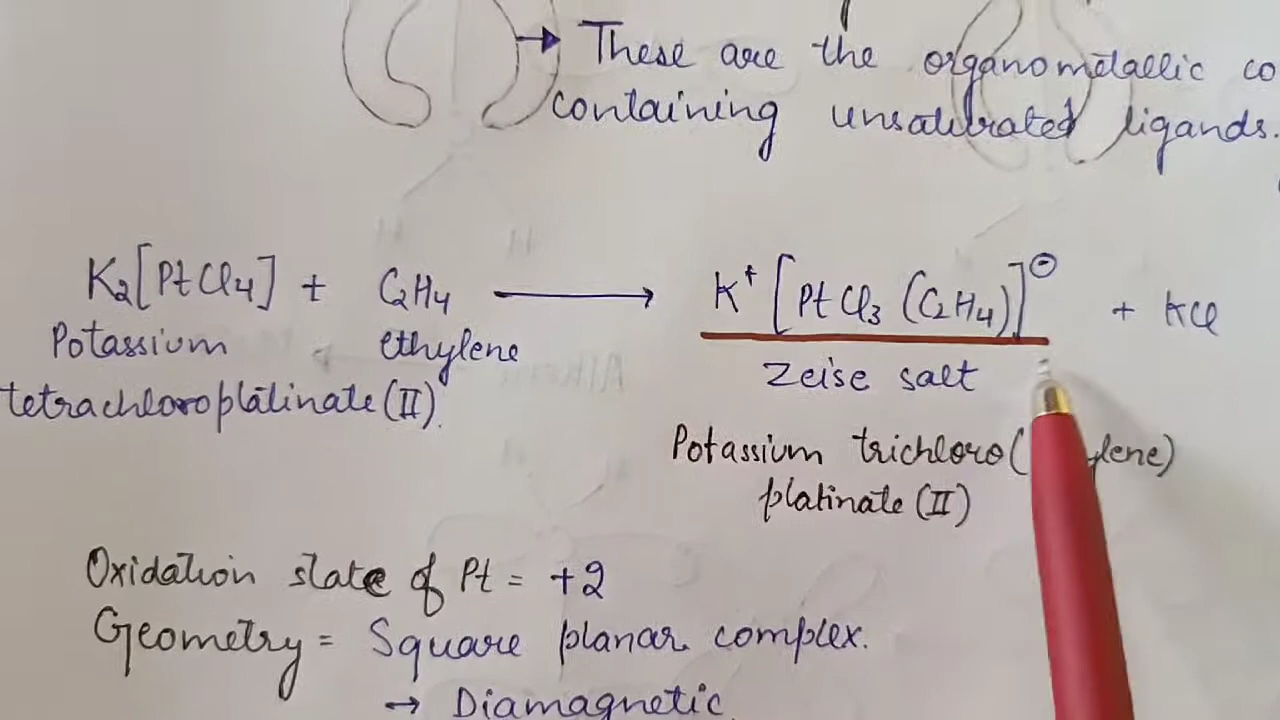 These are the organometallic co
containing unsaturated ligands.
K2[PtCl4] + C2H4 ⟶ K⁺ [PtCl3 (C2H4)]⊖ + KCl
Potassium ethylene
tetrachloroplatinate (II).
Zeise salt
Potassium trichloro( ylene)
platinate (II)
Oxidation state of Pt = +2
Geometry = Square planar complex.
→ Diamagnetic